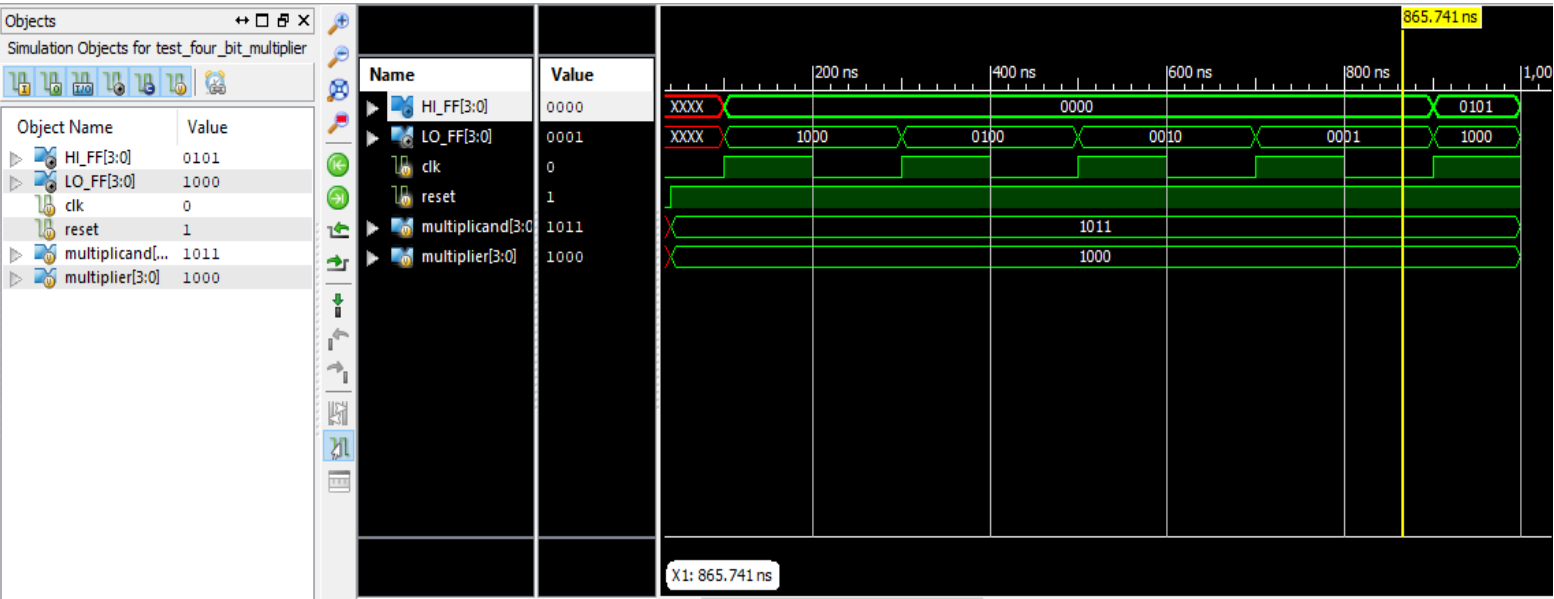 Objects
Simulation Objects for test_four_bit_multiplier
Object Name Value
HI_FF[3:0] 0101
LO_FF[3:0] 1000
clk 0
reset 1
multiplicand[... 1011
multiplier[3:0] 1000
865.741 ns
Name Value
200 ns 400 ns 600 ns 800 ns 1,00
HI_FF[3:0] 0000 XXXX 0000 0101
LO_FF[3:0] 0001 XXXX 1000 0100 0010 0001 1000
clk 0
reset 1
multiplicand[3:0 1011 1011
multiplier[3:0] 1000 1000
X1: 865.741 ns